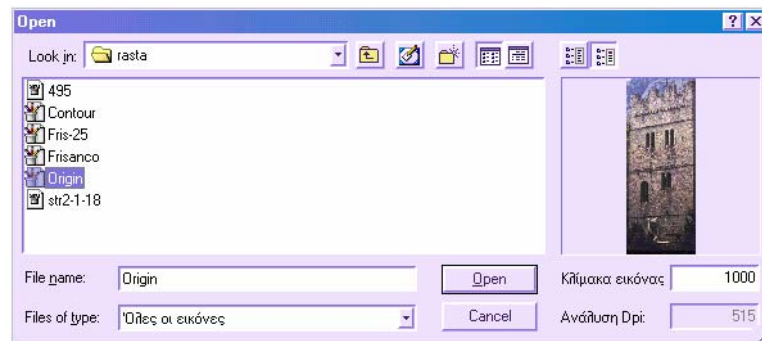 Open
Look in: rasta
495
Contour
Fris-25
Frisanco
Origin
str2-1-18
File name: Origin Open Κλίμακα εικόνας 1000
Files of type: Όλες οι εικόνες Cancel Ανάλυση Dpi: 515